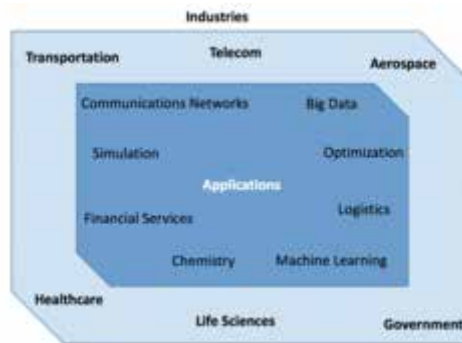 Industries
Transportation
Telecom
Aerospace
Communications Networks
Big Data
Simulation
Optimization
Applications
Financial Services
Logistics
Chemistry
Machine Learning
Healthcare
Life Sciences
Government